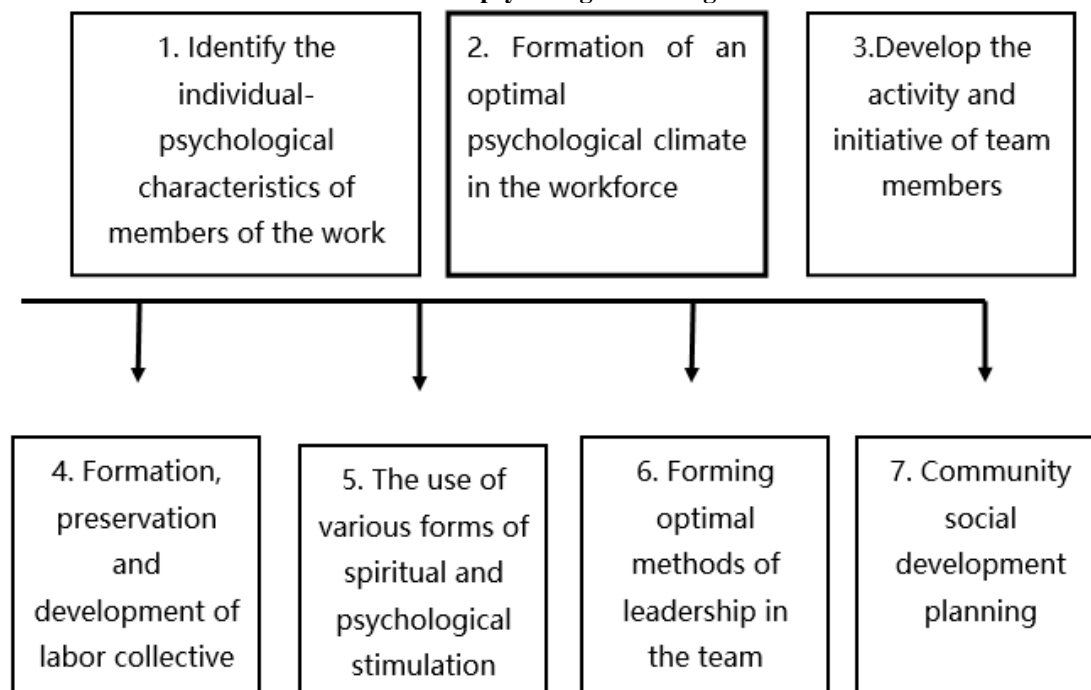 1. Identify the
individual-
psychological
characteristics of
members of the work
2. Formation of an
optimal
psychological climate
in the workforce
3.Develop the
activity and
initiative of team
members
4. Formation,
preservation
and
development of
labor collective
5. The use of
various forms of
spiritual and
psychological
stimulation
6. Forming
optimal
methods of
leadership in
the team
7. Community
social
development
planning